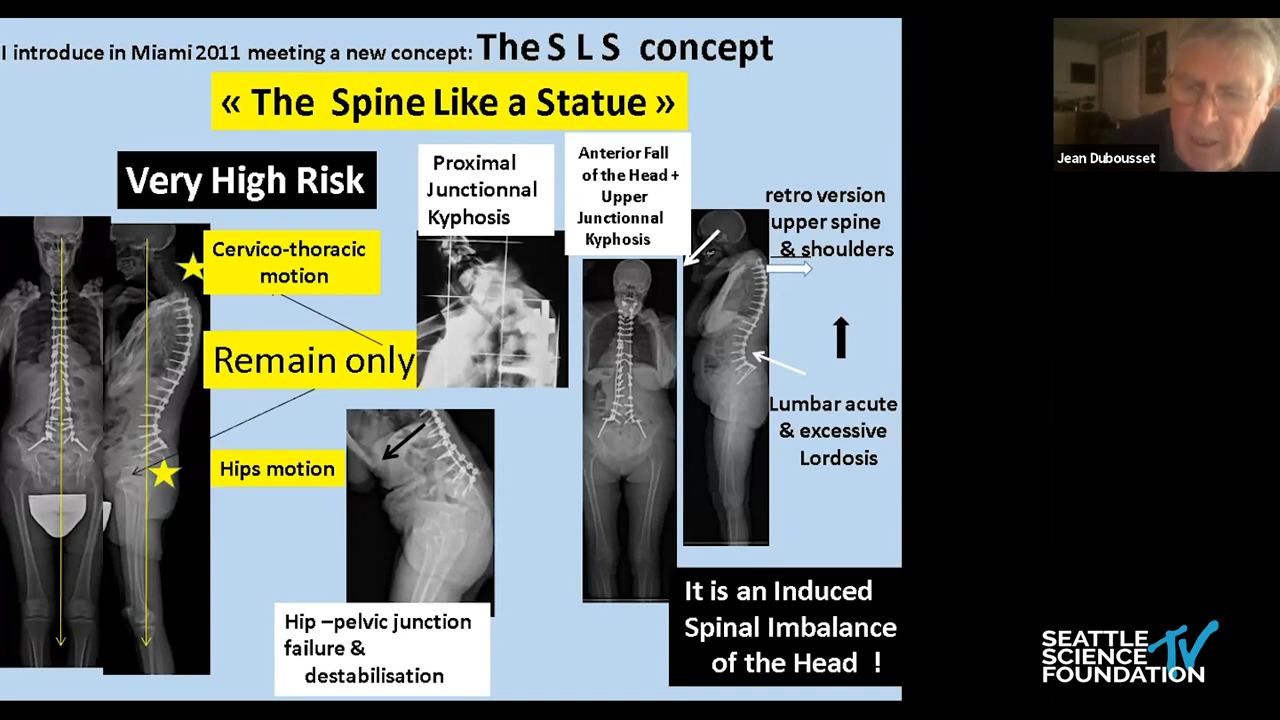 I introduce in Miami 2011 meeting a new concept: The S L S concept
« The Spine Like a Statue »
Very High Risk
Proximal
Junctionnal
Kyphosis
Anterior Fall
of the Head +
Upper
Junctionnal
Kyphosis
retro version
upper spine
& shoulders
Cervico-thoracic
motion
Remain only
Hips motion
Lumbar acute
& excessive
Lordosis
Hip –pelvic junction
failure &
destabilisation
It is an Induced
Spinal Imbalance
of the Head !
Jean Dubousset
SEATTLE
SCIENCE
FOUNDATION
TV